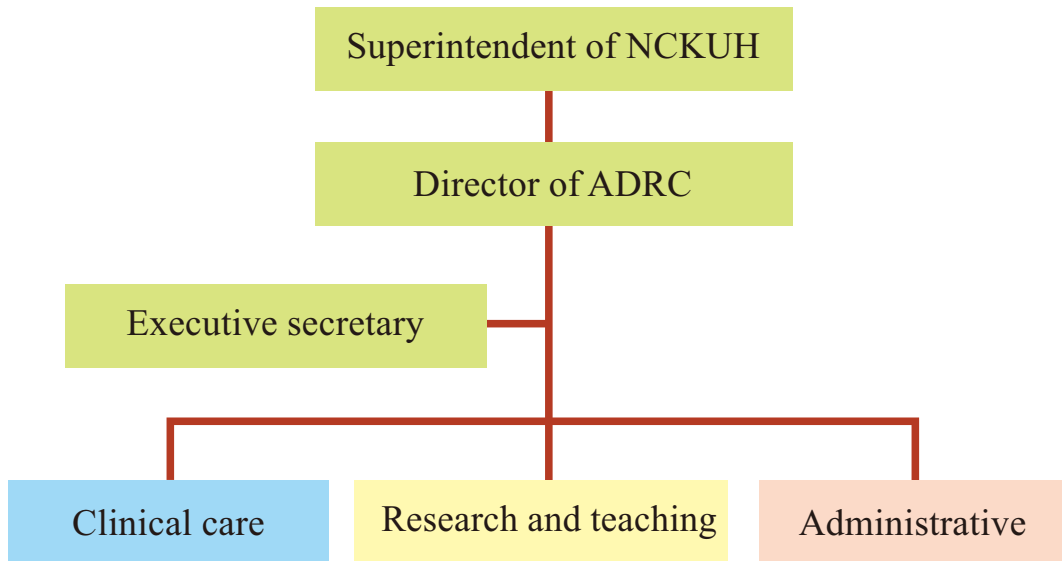 Superintendent of NCKUH
Director of ADRC
Executive secretary
Clinical care
Research and teaching
Administrative